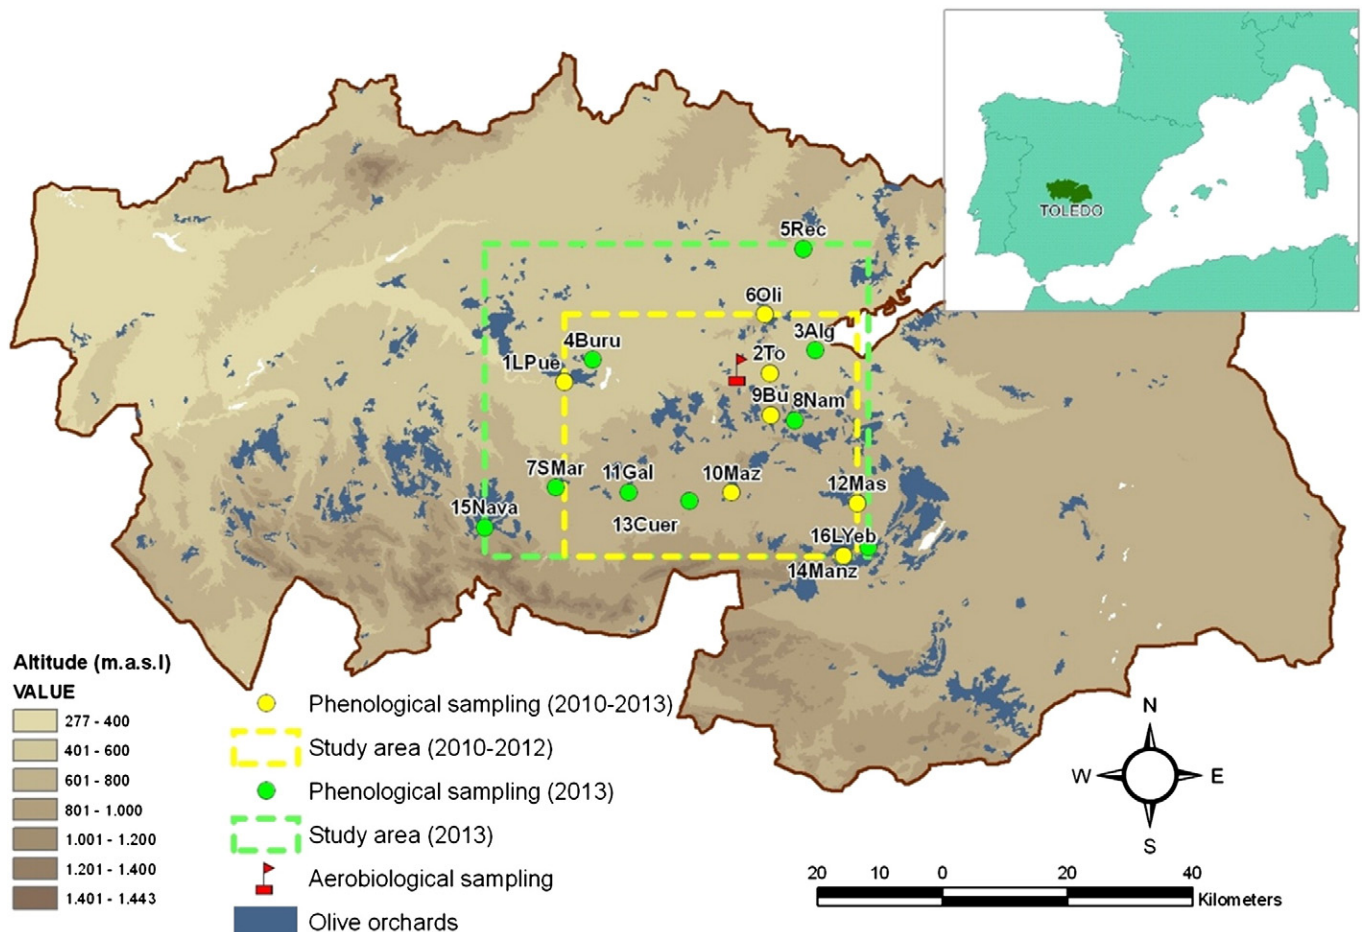 TOLEDO
5Rec
6Oli
3Alg
4Buru
2To
1LPue
9Bu
8Nam
7SMar
11Gal
10Maz
12Mas
15Nava
13Cuer
16LYeb
14Manz
Altitude (m.a.s.l)
VALUE
277 - 400
401 - 600
601 - 800
801 - 1.000
1.001 - 1.200
1.201 - 1.400
1.401 - 1.443
Phenological sampling (2010-2013)
Study area (2010-2012)
Phenological sampling (2013)
Study area (2013)
Aerobiological sampling
Olive orchards
N
W E
S
20 10 0 20 40
Kilometers